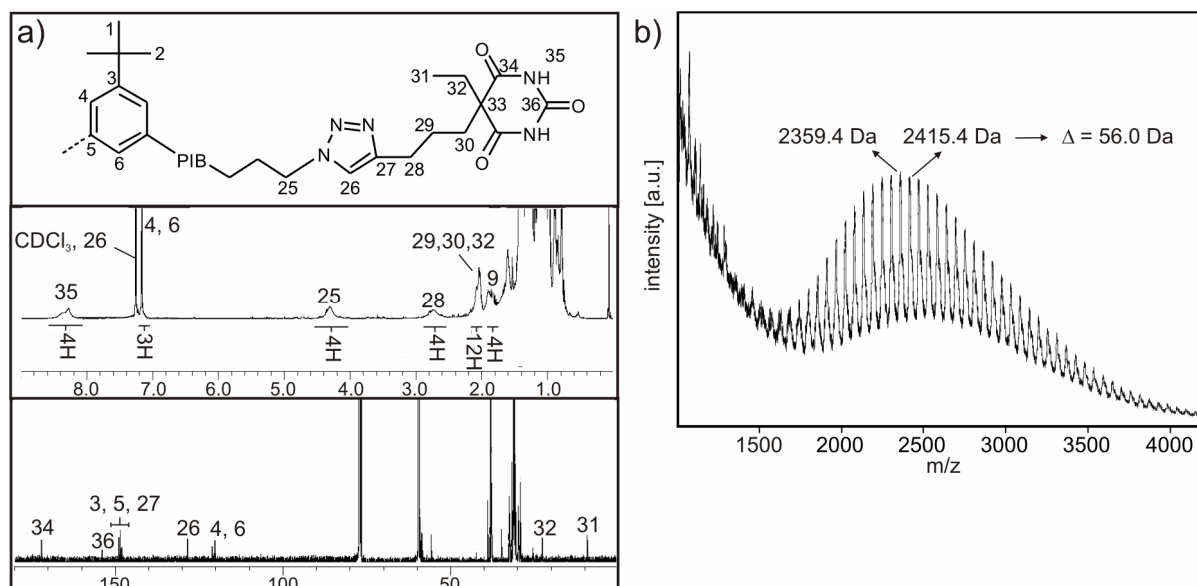 a)
1
2
3
4
5
6
PIB
25
N
N
N
26
27
28
29
30
31
32
33
O
34
NH
35
36
O
NH
O
CDCl3, 26
4, 6
35
25
28
29,30,32
9
4H
3H
4H
4H
12H
4H
8.0 7.0 6.0 5.0 4.0 3.0 2.0 1.0
34
36
3, 5, 27
26
4, 6
32
31
150 100 50
b)
intensity [a.u.]
2359.4 Da 2415.4 Da Δ = 56.0 Da
1500 2000 2500 3000 3500 4000
m/z